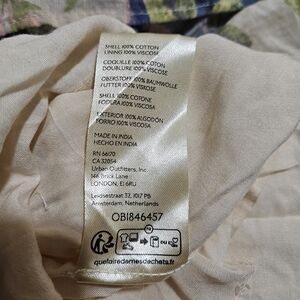 SHELL 100% COTTON
LINING 100% VISCOSE
COQUILLE 100% COTON
DOUBLURE 100% VISCOSE
OBERSTOFF 100% BAUMWOLLE
FUTTER 100% VISKOSE
SHELL 100% COTONE
FODERA 100% VISCOSA
EXTERIOR 100% ALGODÓN
FORRO 100% VISCOSA
MADE IN INDIA
HECHO EN INDIA
RN 66170
CA 32054
Urban Outfitters, Inc.
146 Brick Lane
LONDON, E1 6RU
Leidsestraat 32, 1017 PB
Amsterdam, Netherlands
OB1846457
FR
OU
quefairedemesdechets.fr